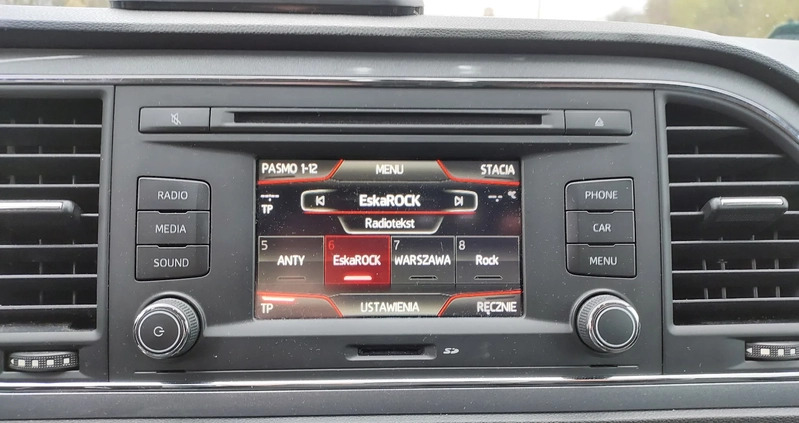 PASMO 1-12 MENU STACJA
EskaROCK
TP
Radiotekst
5 6 7 8
ANTY EskaROCK WARSZAWA Rock
TP USTAWIENIA RĘCZNIE
RADIO
MEDIA
SOUND
PHONE
CAR
MENU
SD